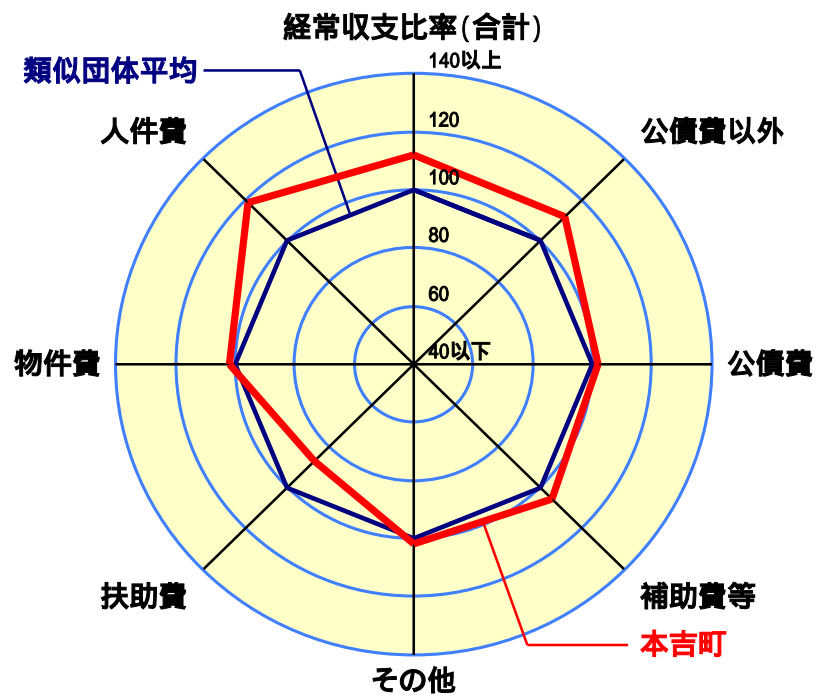 経常収支比率(合計)
140以上
類似団体平均
120
人件費
公債費以外
100
80
60
40以下
物件費
公債費
扶助費
補助費等
本吉町
その他